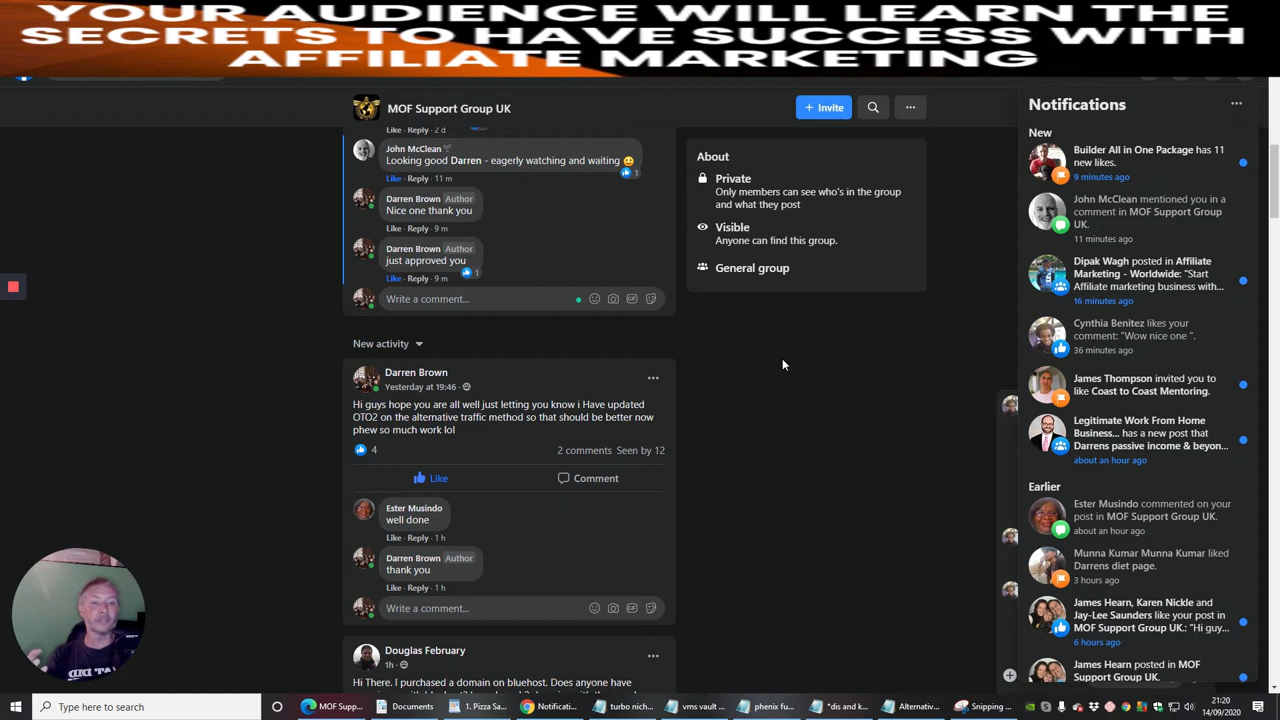 YOUR AUDIENCE WILL LEARN THE
SECRETS TO HAVE SUCCESS WITH
AFFILIATE MARKETING
MOF Support Group UK
+ Invite
Like · Reply · 2 d
John McClean
Looking good Darren - eagerly watching and waiting
1
Like · Reply · 11 m
Darren Brown Author
Nice one thank you
Like · Reply · 9 m
Darren Brown Author
just approved you
1
Like · Reply · 9 m
Write a comment...
New activity
Darren Brown
Yesterday at 19:46 ·
Hi guys hope you are all well just letting you know i Have updated
OTO2 on the alternative traffic method so that should be better now
phew so much work lol
4
2 comments Seen by 12
Like
Comment
Ester Musindo
well done
Like · Reply · 1 h
Darren Brown Author
thank you
Like · Reply · 1 h
Write a comment...
Douglas February
1h ·
Hi There. I purchased a domain on bluehost. Does anyone have
About
Private
Only members can see who's in the group
and what they post
Visible
Anyone can find this group.
General group
Notifications
New
Builder All in One Package has 11
new likes.
9 minutes ago
John McClean mentioned you in a
comment in MOF Support Group
UK.
11 minutes ago
Dipak Wagh posted in Affiliate
Marketing - Worldwide: "Start
Affiliate marketing business with...
16 minutes ago
Cynthia Benitez likes your
comment: "Wow nice one ".
36 minutes ago
James Thompson invited you to
like Coast to Coast Mentoring.
Legitimate Work From Home
Business... has a new post that
Darrens passive income & beyon...
about an hour ago
Earlier
Ester Musindo commented on your
post in MOF Support Group UK.
about an hour ago
Munna Kumar Munna Kumar liked
Darrens diet page.
3 hours ago
James Hearn, Karen Nickle and
Jay-Lee Saunders like your post in
MOF Support Group UK.: "Hi guy...
6 hours ago
James Hearn posted in MOF
Support Group UK.
Type here to search
MOF Supp...
Documents
1. Pizza Sa...
Notificatio...
turbo nich...
vms vault ...
phenix fu...
"dis and k...
Alternativ...
Snipping ...
21:20
14/09/2020